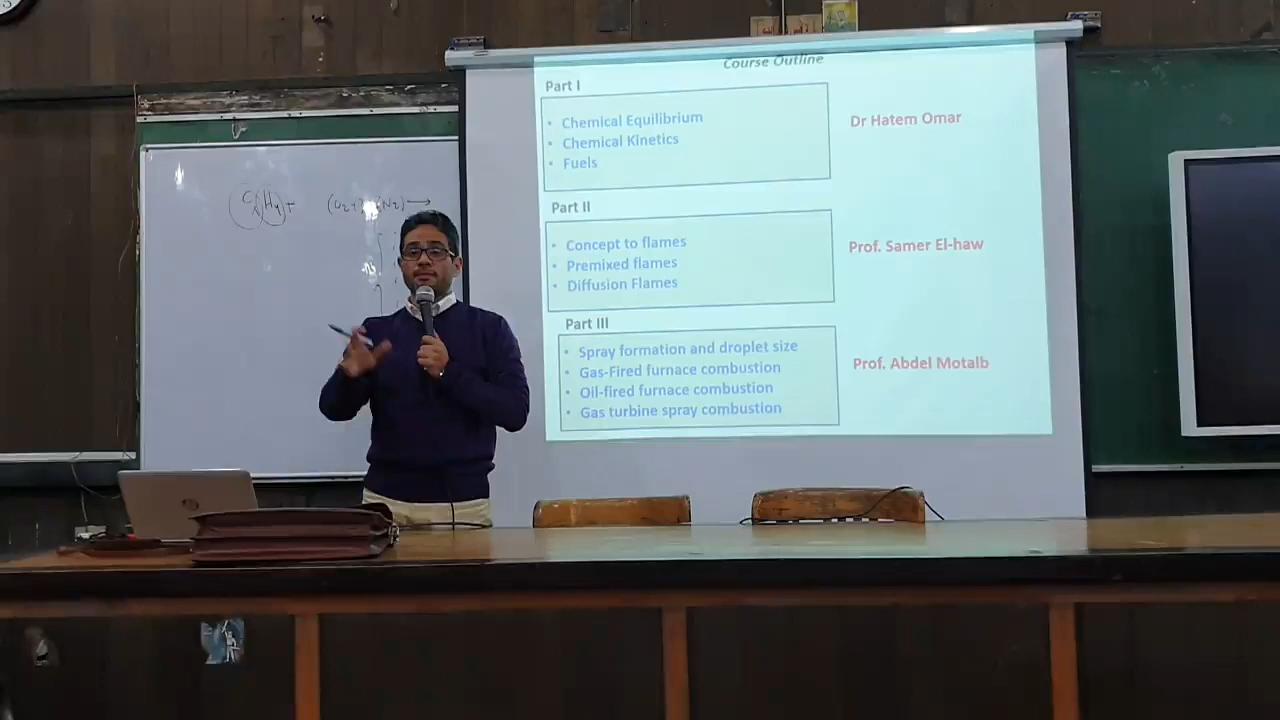 Course Outline
Part I
• Chemical Equilibrium
• Chemical Kinetics
• Fuels
Dr Hatem Omar
Part II
• Concept to flames
• Premixed flames
• Diffusion Flames
Prof. Samer El-haw
Part III
• Spray formation and droplet size
• Gas-Fired furnace combustion
• Oil-fired furnace combustion
• Gas turbine spray combustion
Prof. Abdel Motalb